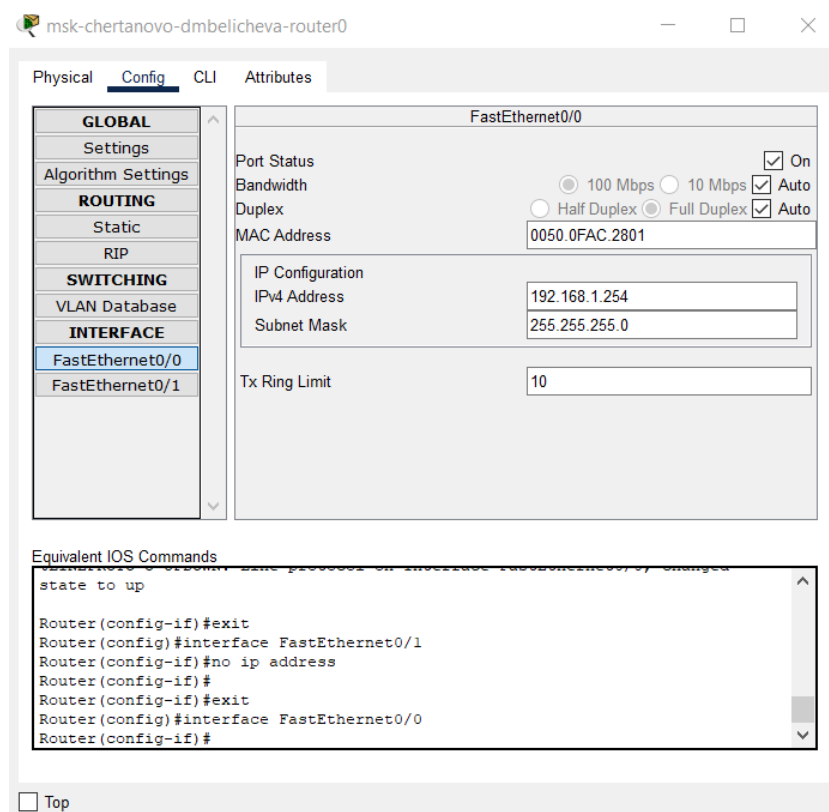 msk-chertanovo-dmbelicheva-router0
Physical Config CLI Attributes
GLOBAL
Settings
Algorithm Settings
ROUTING
Static
RIP
SWITCHING
VLAN Database
INTERFACE
FastEthernet0/0
FastEthernet0/1
FastEthernet0/0
Port Status On
Bandwidth 100 Mbps 10 Mbps Auto
Duplex Half Duplex Full Duplex Auto
MAC Address 0050.0FAC.2801
IP Configuration
IPv4 Address 192.168.1.254
Subnet Mask 255.255.255.0
Tx Ring Limit 10
Equivalent IOS Commands
state to up
Router(config-if)#exit
Router(config)#interface FastEthernet0/1
Router(config-if)#no ip address
Router(config-if)#
Router(config-if)#exit
Router(config)#interface FastEthernet0/0
Router(config-if)#
Top